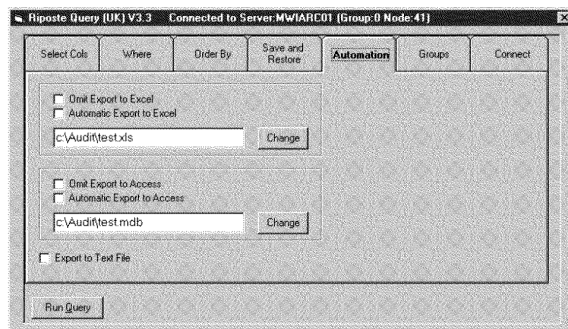 Riposte Query (UK) V3.3 Connected to Server:MWIARC01 (Group:0 Node:41)
Select Cols
Where
Order By
Save and Restore
Automation
Groups
Connect
Omit Export to Excel
Automatic Export to Excel
c:\Audit\test.xls
Change
Omit Export to Access
Automatic Export to Access
c:\Audit\test.mdb
Change
Export to Text File
Run Query